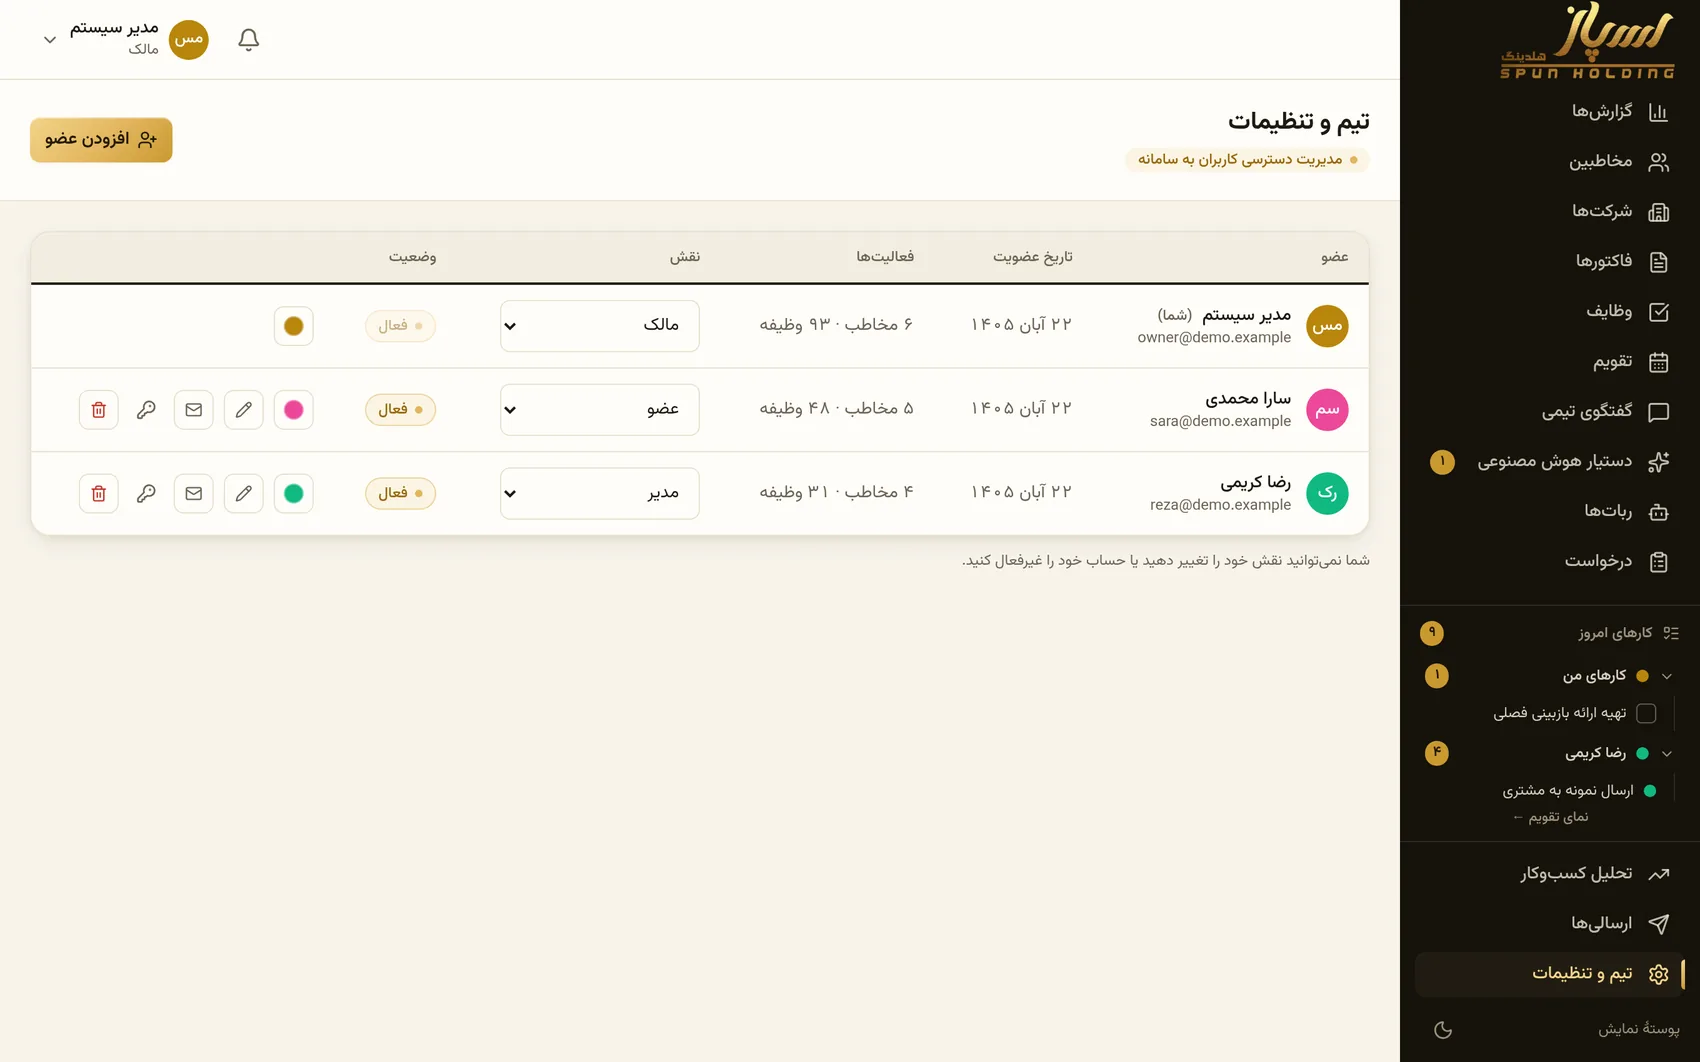 اسپاز
هلدینگ
SPUN HOLDING
گزارش‌ها
مخاطبین
شرکت‌ها
فاکتورها
وظایف
تقویم
گفتگوی تیمی
دستیار هوش مصنوعی ۱
ربات‌ها
درخواست
کارهای امروز ۹
کارهای من ۱
تهیه ارائه بازبینی فصلی
رضا کریمی ۴
ارسال نمونه به مشتری
نمای تقویم ←
تحلیل کسب‌وکار
ارسالی‌ها
تیم و تنظیمات
پوستهٔ نمایش
مس مدیر سیستم
مالک
تیم و تنظیمات
مدیریت دسترسی کاربران به سامانه
افزودن عضو
عضو تاریخ عضویت فعالیت‌ها نقش وضعیت
مس مدیر سیستم (شما) ۲۲ آبان ۱۴۰۵ ۶ مخاطب · ۹۳ وظیفه مالک فعال
owner@demo.example
سم سارا محمدی ۲۲ آبان ۱۴۰۵ ۵ مخاطب · ۴۸ وظیفه عضو فعال
sara@demo.example
رک رضا کریمی ۲۲ آبان ۱۴۰۵ ۴ مخاطب · ۳۱ وظیفه مدیر فعال
reza@demo.example
شما نمی‌توانید نقش خود را تغییر دهید یا حساب خود را غیرفعال کنید.